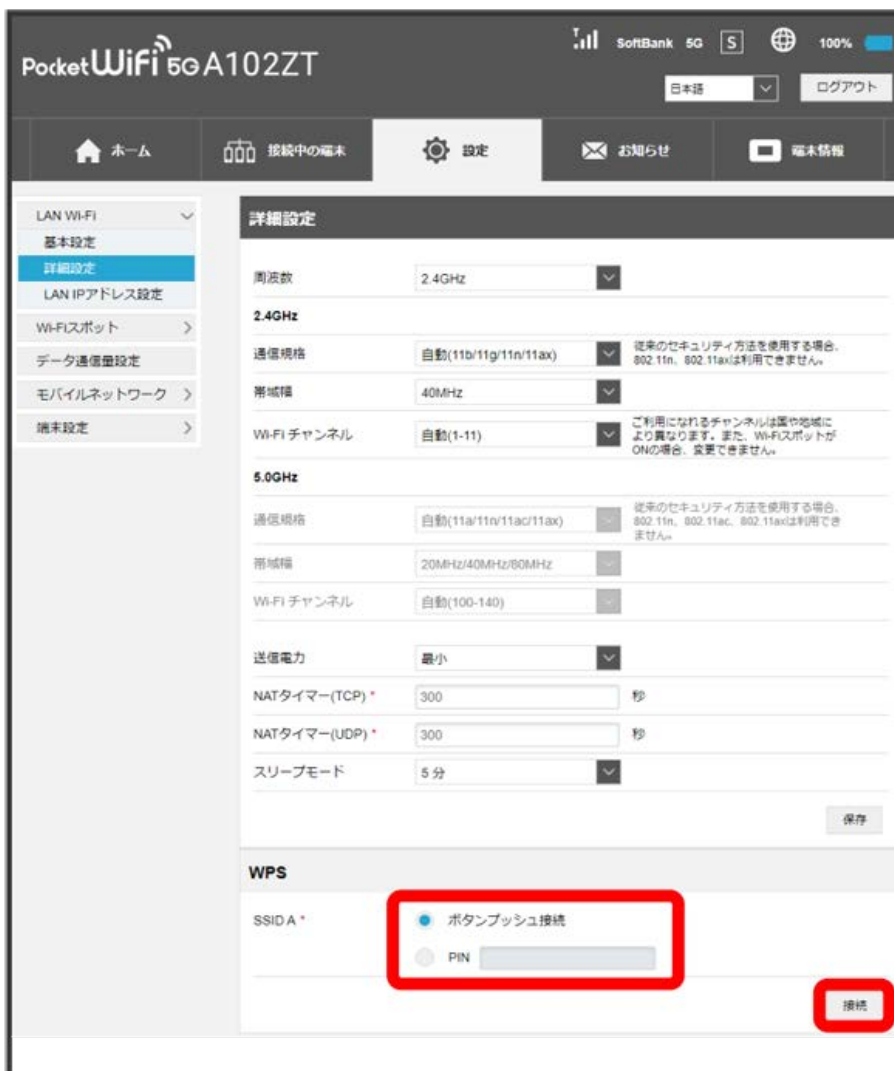 PocketWiFi 5G A102ZT
SoftBank 5G S 100%
日本語 ログアウト
ホーム 接続中の端末 設定 お知らせ 端末情報
LAN Wi-Fi
基本設定
詳細設定
LAN IPアドレス設定
Wi-Fiスポット
データ通信量設定
モバイルネットワーク
端末設定
詳細設定
周波数 2.4GHz
2.4GHz
通信規格 自動(11b/11g/11n/11ax) 従来のセキュリティ方法を使用する場合、
802.11n、802.11axは利用できません。
帯域幅 40MHz
Wi-Fi チャンネル 自動(1-11) ご利用になれるチャンネルは国や地域に
より異なります。また、Wi-Fiスポットが
ONの場合、変更できません。
5.0GHz
通信規格 自動(11a/11n/11ac/11ax) 従来のセキュリティ方法を使用する場合、
802.11n、802.11ac、802.11axは利用でき
ません。
帯域幅 20MHz/40MHz/80MHz
Wi-Fi チャンネル 自動(100-140)
送信電力 最小
NATタイマー(TCP) * 300 秒
NATタイマー(UDP) * 300 秒
スリープモード 5 分
保存
WPS
SSID A * ボタンプッシュ接続
PIN
接続